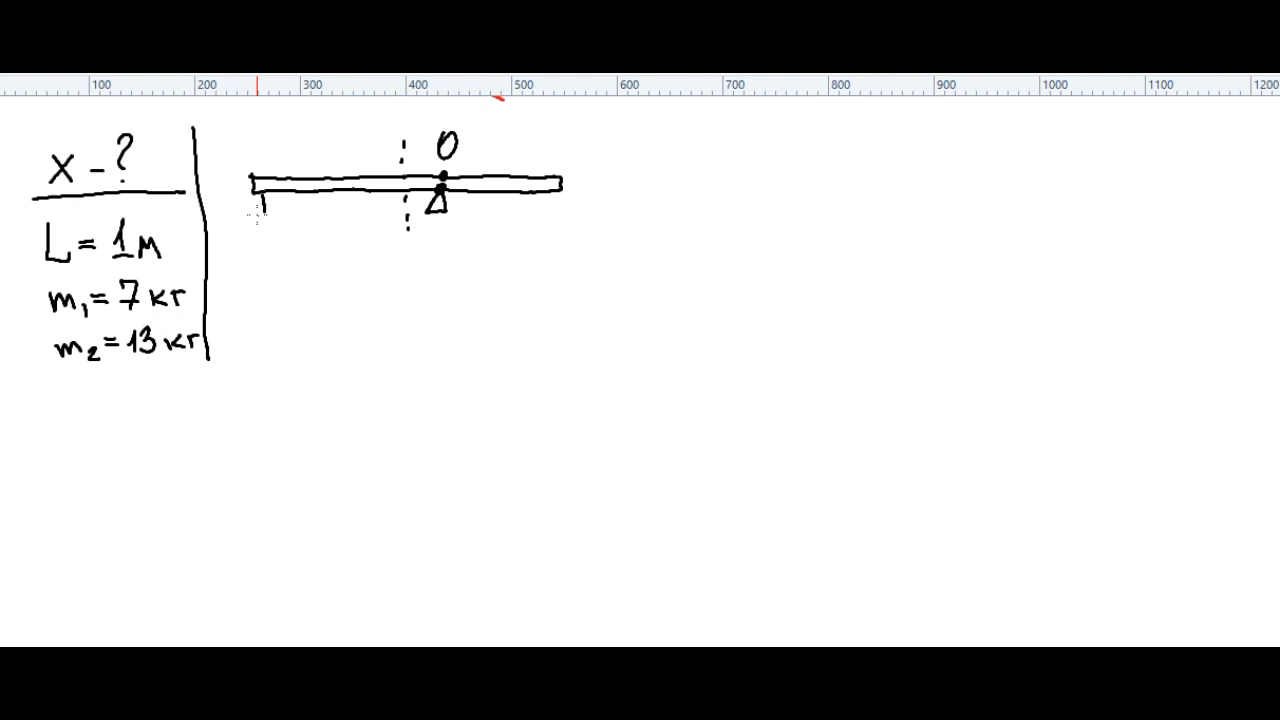 100 200 300 400 500 600 700 800 900 1000 1100 1200
x - ?
O
L = 1м
m₁ = 7 кг
m₂ = 13 кг